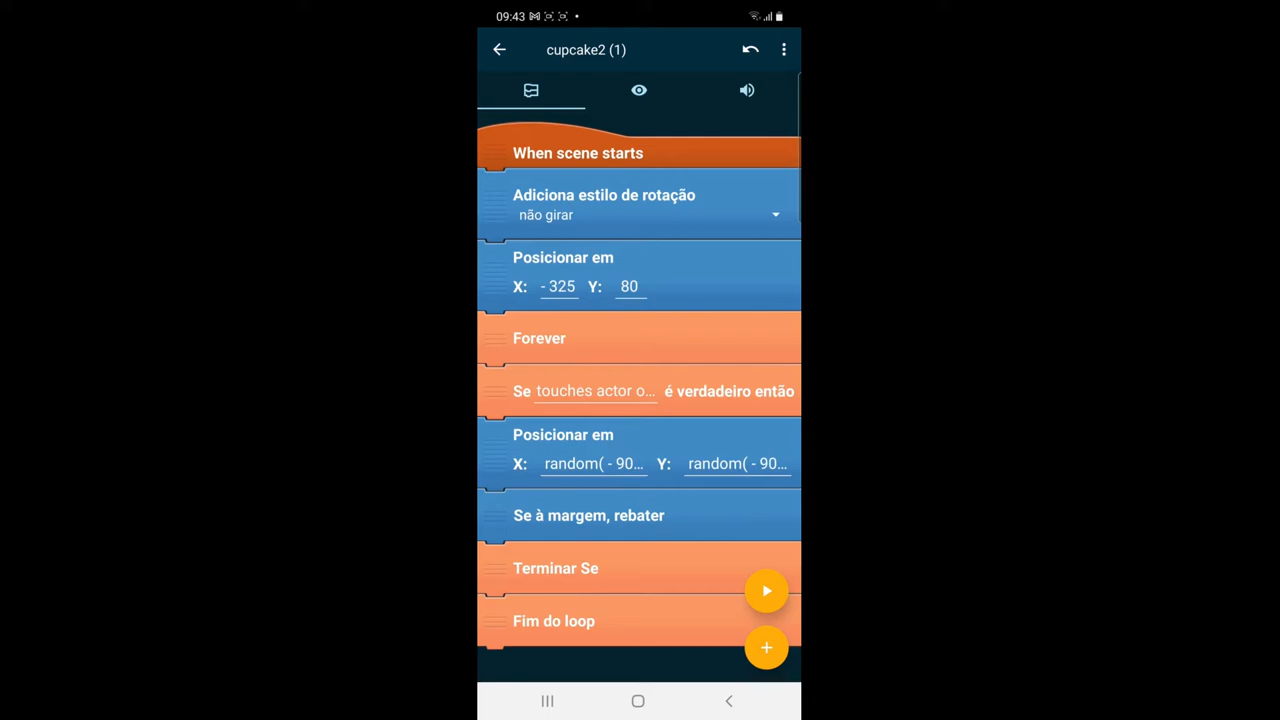 09:43
cupcake2 (1)
When scene starts
Adiciona estilo de rotação
não girar
Posicionar em
X: - 325 Y: 80
Forever
Se touches actor o... é verdadeiro então
Posicionar em
X: random( - 90... Y: random( - 90...
Se à margem, rebater
Terminar Se
Fim do loop